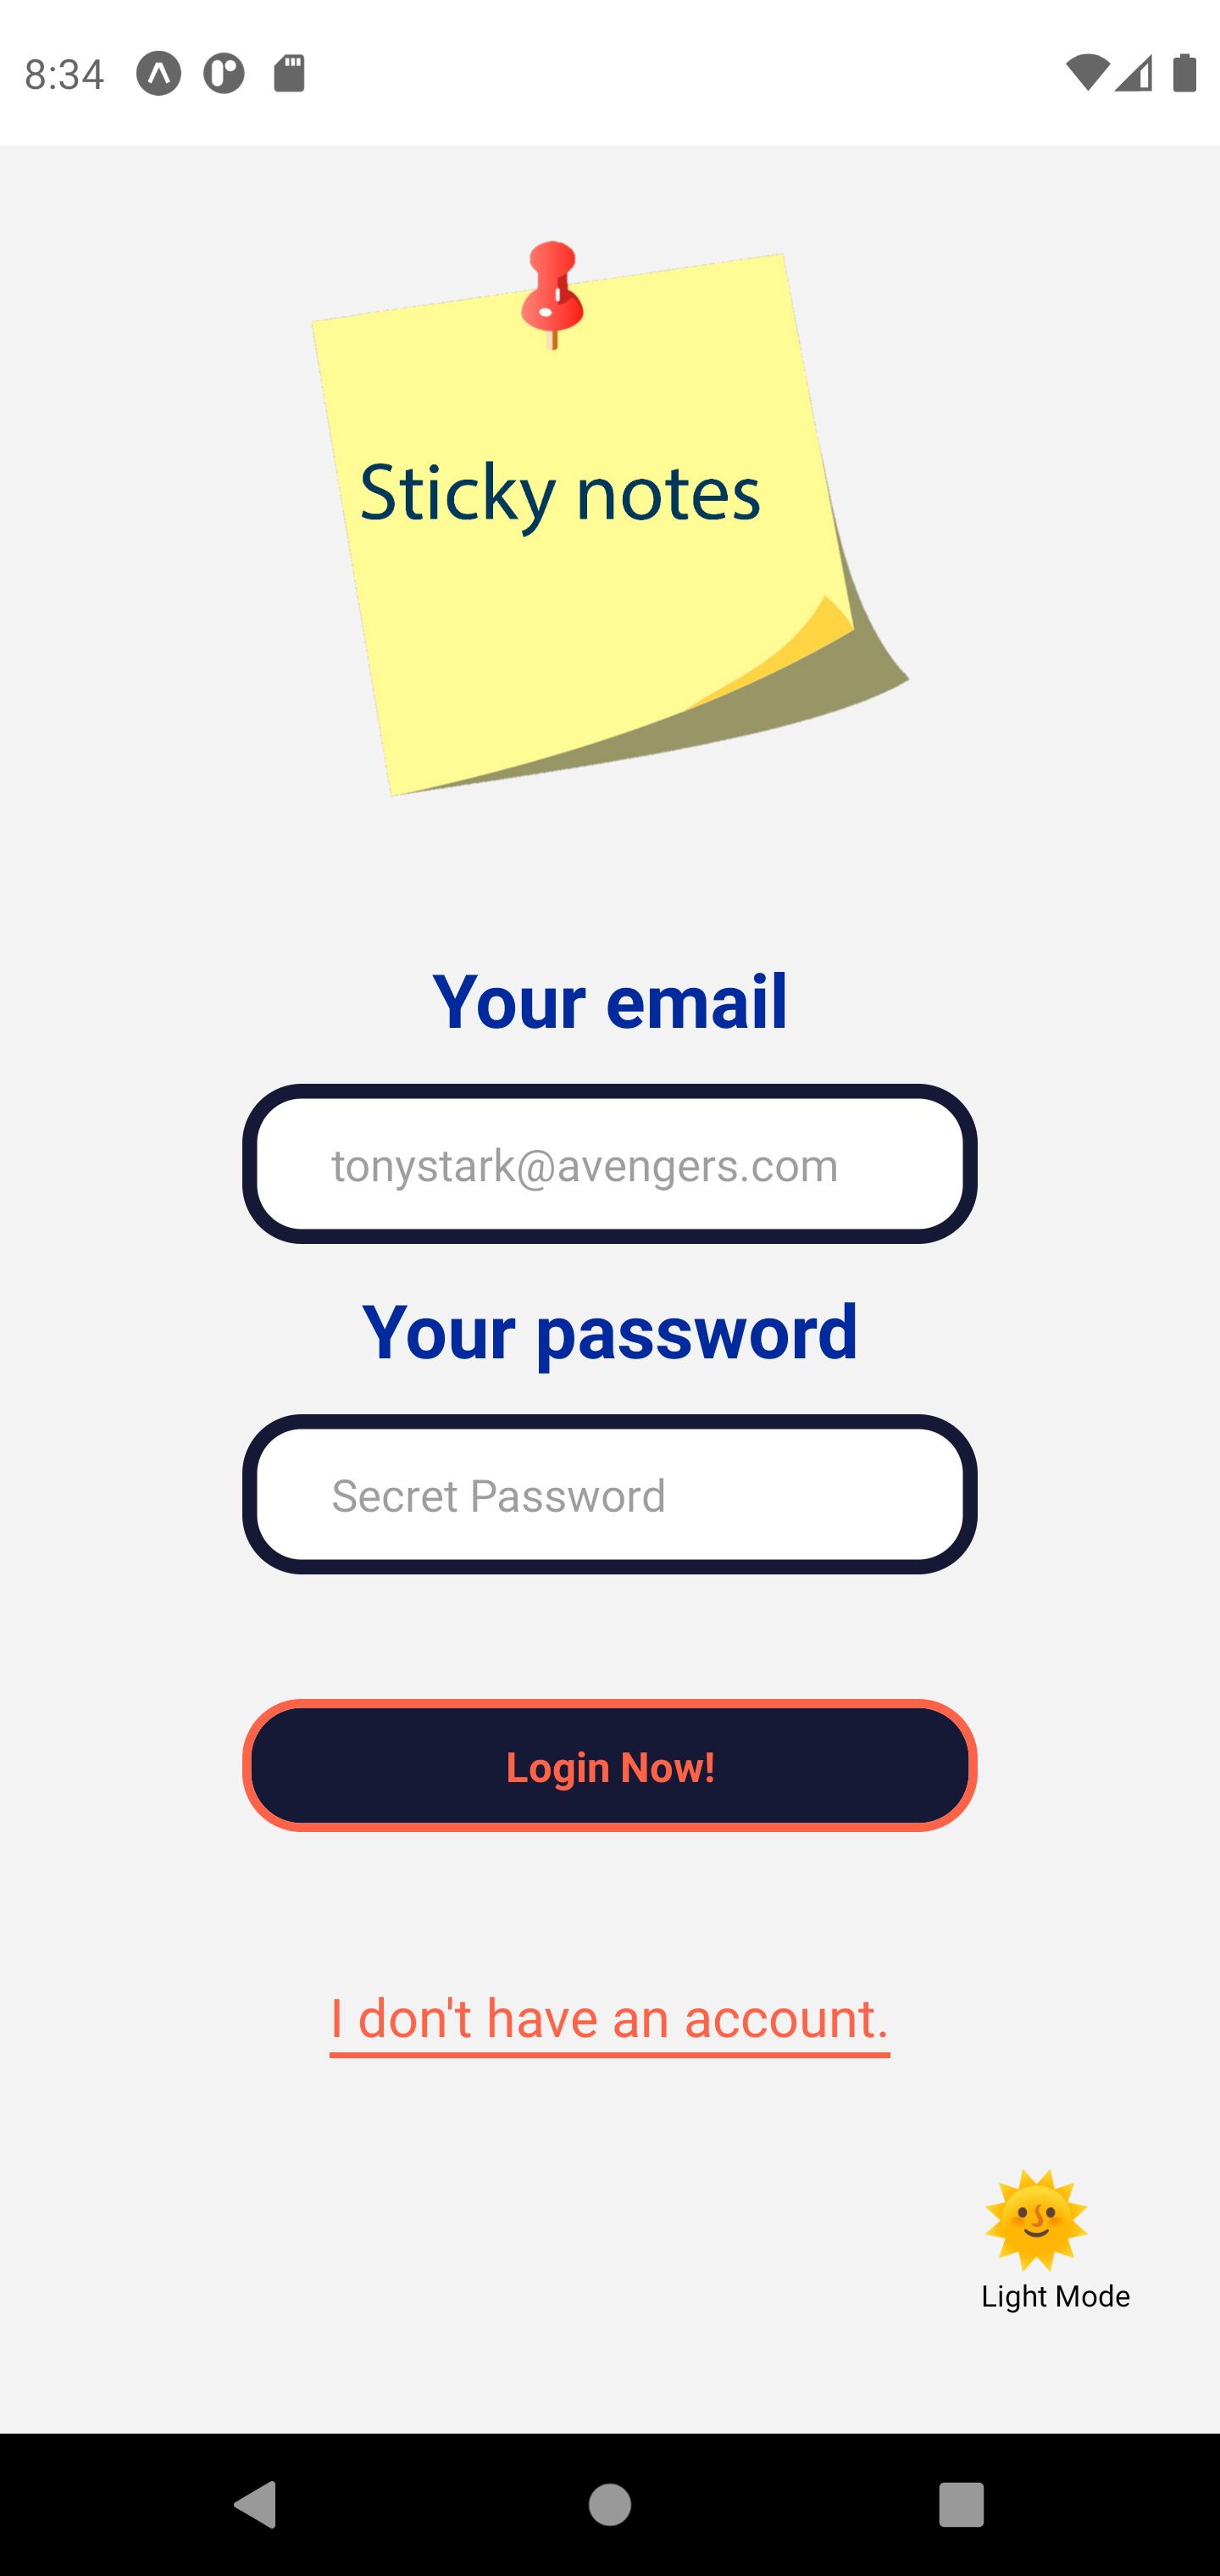 8:34
Sticky notes
Your email
tonystark@avengers.com
Your password
Secret Password
Login Now!
I don't have an account.
Light Mode